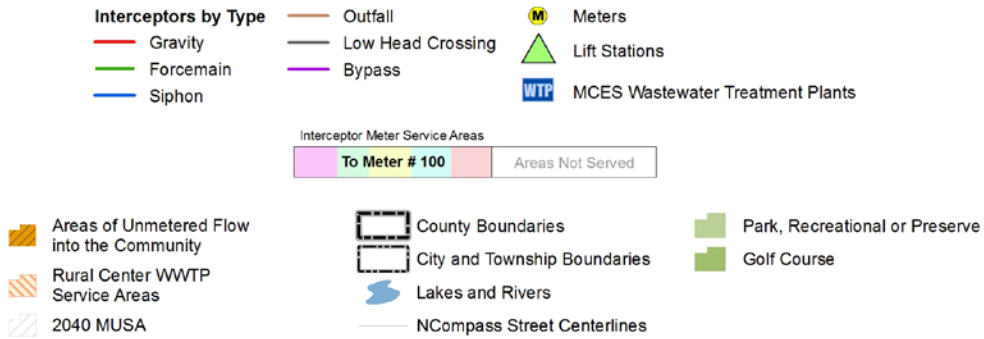 Interceptors by Type
Gravity
Forcemain
Siphon
Outfall
Low Head Crossing
Bypass
M Meters
Lift Stations
WTP MCES Wastewater Treatment Plants
Interceptor Meter Service Areas
To Meter # 100
Areas Not Served
Areas of Unmetered Flow
into the Community
Rural Center WWTP
Service Areas
2040 MUSA
County Boundaries
City and Township Boundaries
Lakes and Rivers
NCompass Street Centerlines
Park, Recreational or Preserve
Golf Course